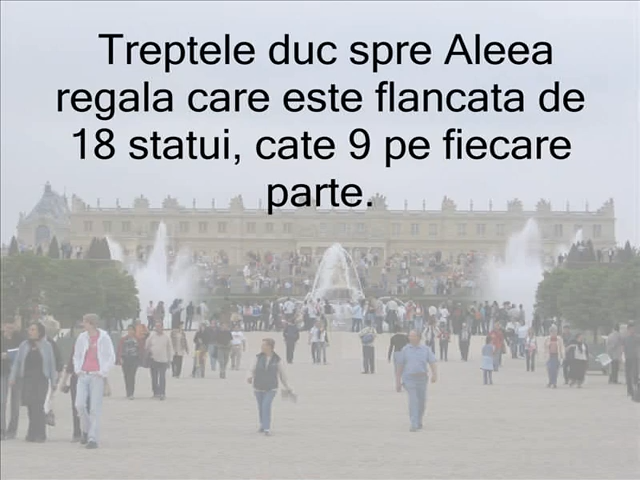 Treptele duc spre Aleea
regala care este flancata de
18 statui, cate 9 pe fiecare
parte.